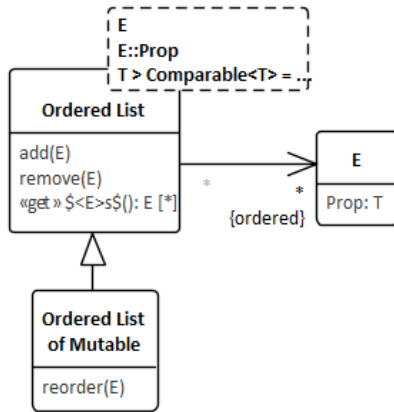 E
E::Prop
T > Comparable<T> = ...
Ordered List
add(E)
remove(E)
«get» $<E>s$(): E [*]
*
*
{ordered}
E
Prop: T
Ordered List
of Mutable
reorder(E)